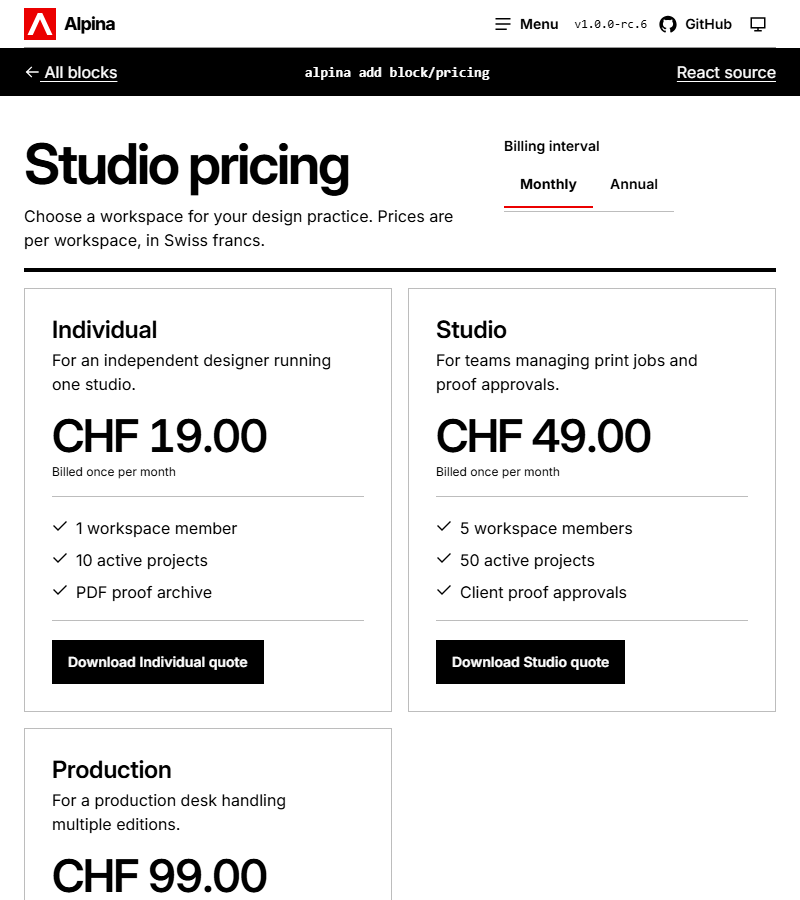 Alpina
Menu
v1.0.0-rc.6
GitHub
← All blocks
alpina add block/pricing
React source
Studio pricing
Choose a workspace for your design practice. Prices are
per workspace, in Swiss francs.
Billing interval
Monthly
Annual
Individual
For an independent designer running
one studio.
CHF 19.00
Billed once per month
1 workspace member
10 active projects
PDF proof archive
Download Individual quote
Studio
For teams managing print jobs and
proof approvals.
CHF 49.00
Billed once per month
5 workspace members
50 active projects
Client proof approvals
Download Studio quote
Production
For a production desk handling
multiple editions.
CHF 99.00